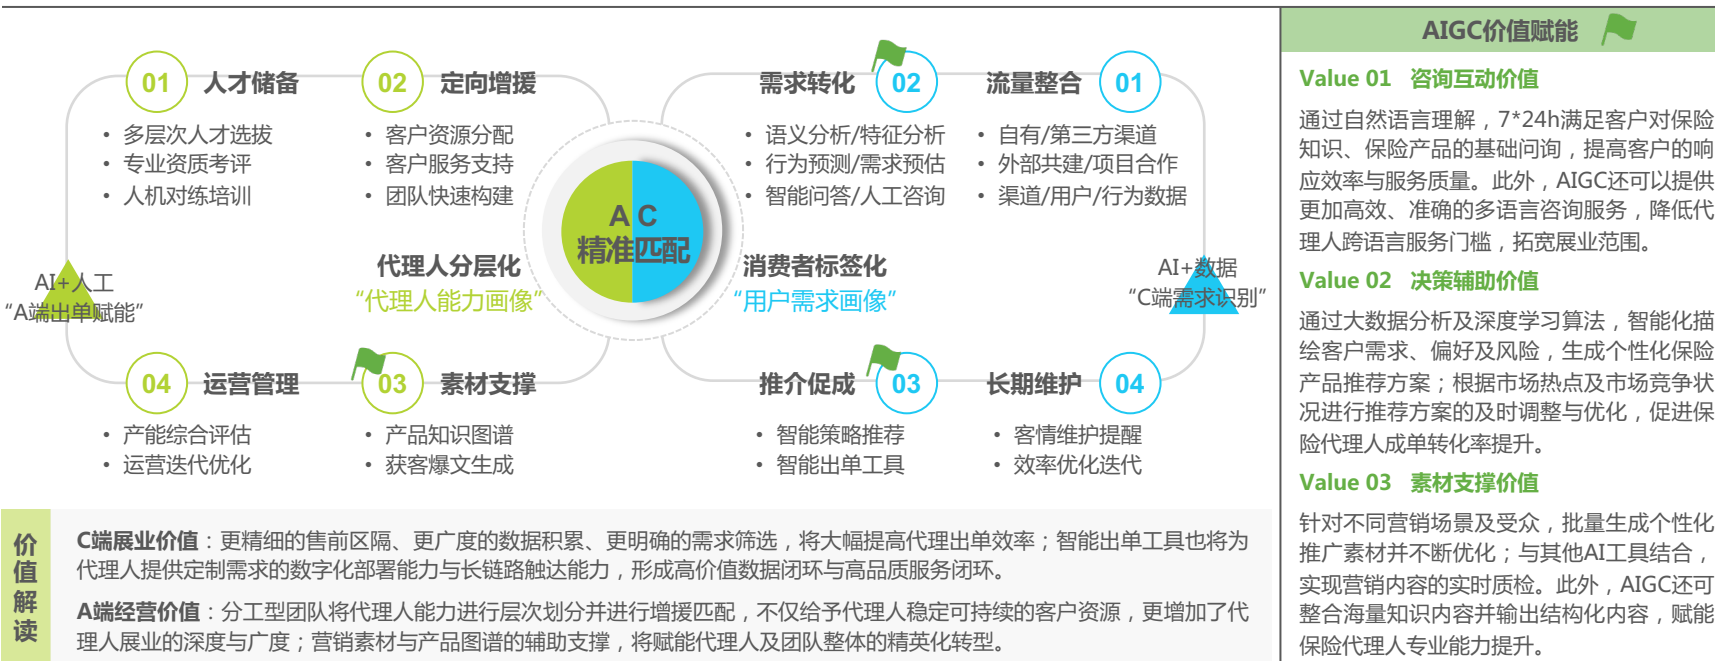 01 人才储备
• 多层次人才选拔
• 专业资质考评
• 人机对练培训
02 定向增援
• 客户资源分配
• 客户服务支持
• 团队快速构建
需求转化 02
• 语义分析/特征分析
• 行为预测/需求预估
• 智能问答/人工咨询
流量整合 01
• 自有/第三方渠道
• 外部共建/项目合作
• 渠道/用户/行为数据
A C
精准匹配
AI+人工
“A端出单赋能”
代理人分层化
“代理人能力画像”
消费者标签化
“用户需求画像”
AI+数据
“C端需求识别”
04 运营管理
• 产能综合评估
• 运营迭代优化
03 素材支撑
• 产品知识图谱
• 获客爆文生成
推介促成 03
• 智能策略推荐
• 智能出单工具
长期维护 04
• 客情维护提醒
• 效率优化迭代
价值解读
C端展业价值：更精细的售前区隔、更广度的数据积累、更明确的需求筛选，将大幅提高代理出单效率；智能出单工具也将为
代理人提供定制需求的数字化部署能力与长链路触达能力，形成高价值数据闭环与高品质服务闭环。
A端经营价值：分工型团队将代理人能力进行层次划分并进行增援匹配，不仅给予代理人稳定可持续的客户资源，更增加了代
理人展业的深度与广度；营销素材与产品图谱的辅助支撑，将赋能代理人及团队整体的精英化转型。
AIGC价值赋能
Value 01 咨询互动价值
通过自然语言理解，7*24h满足客户对保险
知识、保险产品的基础问询，提高客户的响
应效率与服务质量。此外，AIGC还可以提供
更加高效、准确的多语言咨询服务，降低代
理人跨语言服务门槛，拓宽展业范围。
Value 02 决策辅助价值
通过大数据分析及深度学习算法，智能化描
绘客户需求、偏好及风险，生成个性化保险
产品推荐方案；根据市场热点及市场竞争状
况进行推荐方案的及时调整与优化，促进保
险代理人成单转化率提升。
Value 03 素材支撑价值
针对不同营销场景及受众，批量生成个性化
推广素材并不断优化；与其他AI工具结合，
实现营销内容的实时质检。此外，AIGC还可
整合海量知识内容并输出结构化内容，赋能
保险代理人专业能力提升。